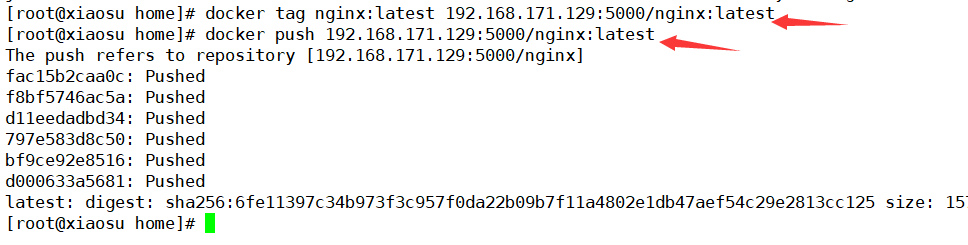 [root@xiaosu home]# docker tag nginx:latest 192.168.171.129:5000/nginx:latest
[root@xiaosu home]# docker push 192.168.171.129:5000/nginx:latest
The push refers to repository [192.168.171.129:5000/nginx]
fac15b2caa0c: Pushed
f8bf5746ac5a: Pushed
d11eedadbd34: Pushed
797e583d8c50: Pushed
bf9ce92e8516: Pushed
d000633a5681: Pushed
latest: digest: sha256:6fe11397c34b973f3c957f0da22b09b7f11a4802e1db47aef54c29e2813cc125 size: 157
[root@xiaosu home]#